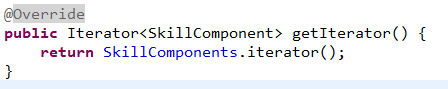 @Override
public Iterator<SkillComponent> getIterator() {
    return SkillComponents.iterator();
}